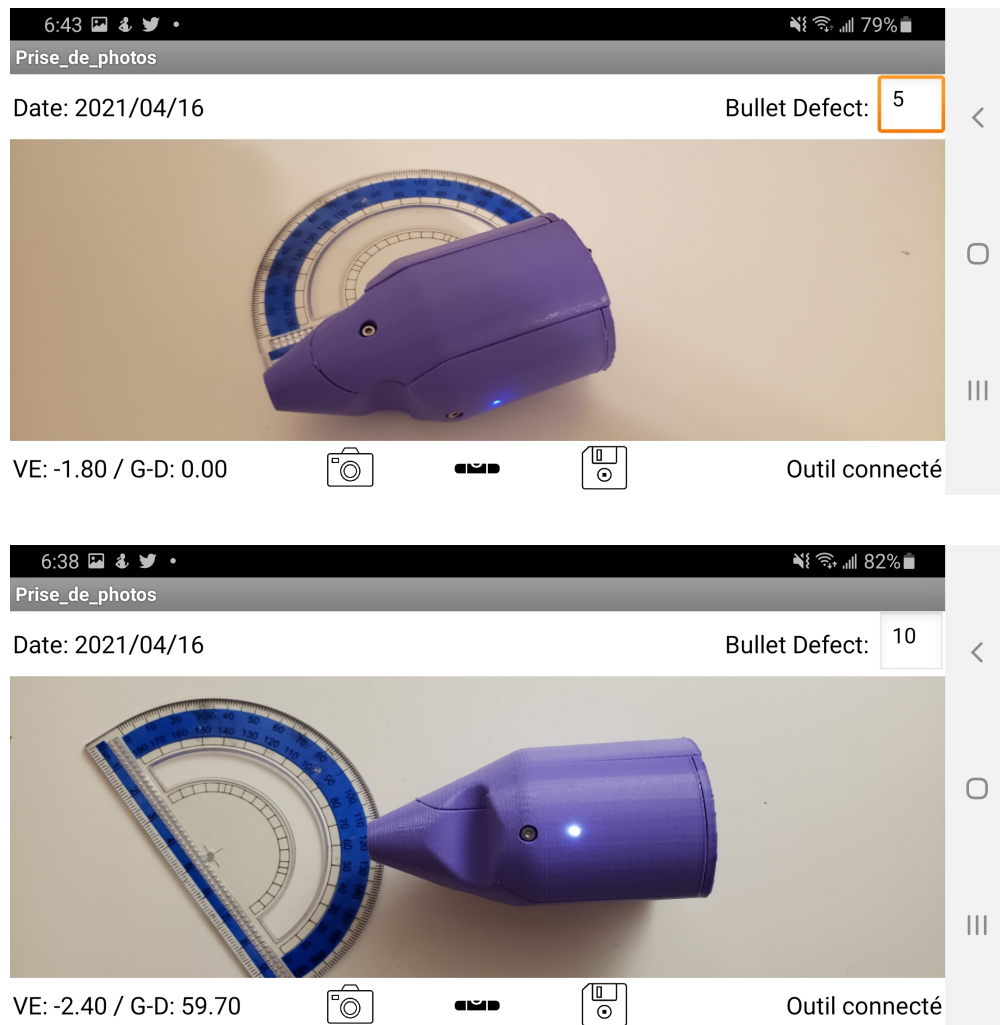 6:43 79%
Prise_de_photos
Date: 2021/04/16 Bullet Defect: 5
VE: -1.80 / G-D: 0.00 Outil connecté
6:38 82%
Prise_de_photos
Date: 2021/04/16 Bullet Defect: 10
VE: -2.40 / G-D: 59.70 Outil connecté